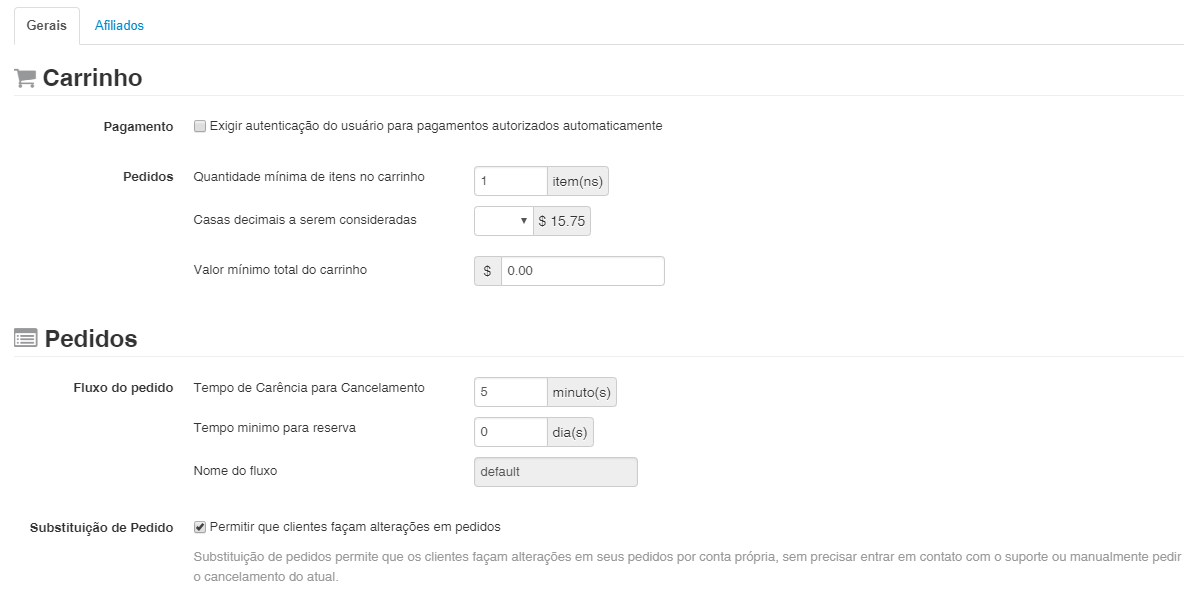 Gerais Afiliados
Carrinho
Pagamento Exigir autenticação do usuário para pagamentos autorizados automaticamente
Pedidos Quantidade mínima de itens no carrinho 1 item(ns)
Casas decimais a serem consideradas $ 15.75
Valor mínimo total do carrinho $ 0.00
Pedidos
Fluxo do pedido Tempo de Carência para Cancelamento 5 minuto(s)
Tempo minimo para reserva 0 dia(s)
Nome do fluxo default
Substituição de Pedido Permitir que clientes façam alterações em pedidos
Substituição de pedidos permite que os clientes façam alterações em seus pedidos por conta própria, sem precisar entrar em contato com o suporte ou manualmente pedir
o cancelamento do atual.